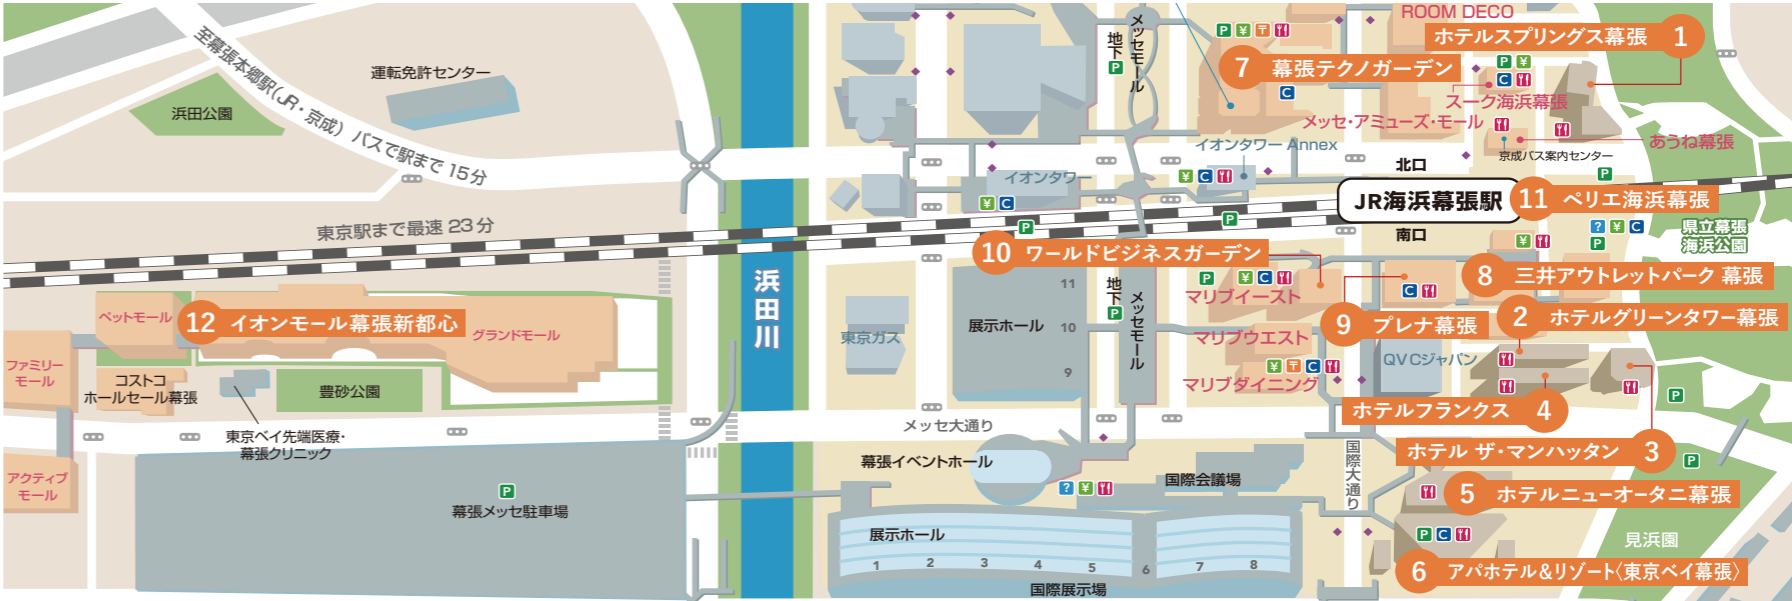 ROOM DECO
ホテルスプリングス幕張 1
メッセモール
地下
P
P ¥ 〒
7 幕張テクノガーデン
C
P ¥
C
スーク海浜幕張
メッセ・アミューズ・モール
あうね幕張
京成バス案内センター
P
至幕張本郷駅(JR・京成) バスで駅まで 15分
運転免許センター
浜田公園
イオンタワー Annex
¥ C
イオンタワー
¥ C
北口
JR海浜幕張駅
南口
11 ペリエ海浜幕張
? ¥ C
P
県立幕張
海浜公園
東京駅まで最速 23 分
P
P
¥
10 ワールドビジネスガーデン
P ¥ C
マリブイースト
C
8 三井アウトレットパーク 幕張
9 プレナ幕張
2 ホテルグリーンタワー幕張
浜田川
11
展示ホール 10
9
地下
P
メッセモール
東京ガス
マリブウエスト
¥ 〒 C
マリブダイニング
QVCジャパン
ペットモール
12 イオンモール幕張新都心
グランドモール
ファミリー
モール
コストコ
ホールセール幕張
豊砂公園
東京ベイ先端医療・
幕張クリニック
アクティブ
モール
P
幕張メッセ駐車場
メッセ大通り
ホテルフランクス 4
P
ホテル ザ・マンハッタン 3
P
幕張イベントホール
? ¥
国際会議場
国際大通り
5 ホテルニューオータニ幕張
P C
見浜園
展示ホール
1 2 3 4 5 6 7 8
国際展示場
6 アパホテル&リゾート〈東京ベイ幕張〉